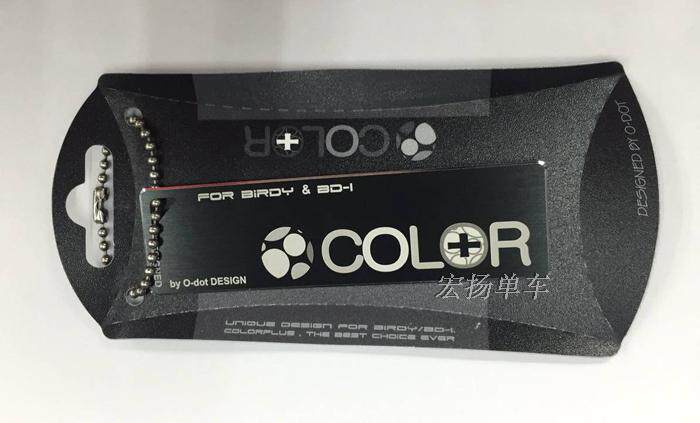 COLOR
FOR BIRDY & BD-1
COLOR
by O-dot DESIGN
宏扬单车
UNIQUE DESIGN FOR BIRDY/BD-1.
COLORPLUS . THE BEST CHOICE EVER
DESIGNED BY O-DOT